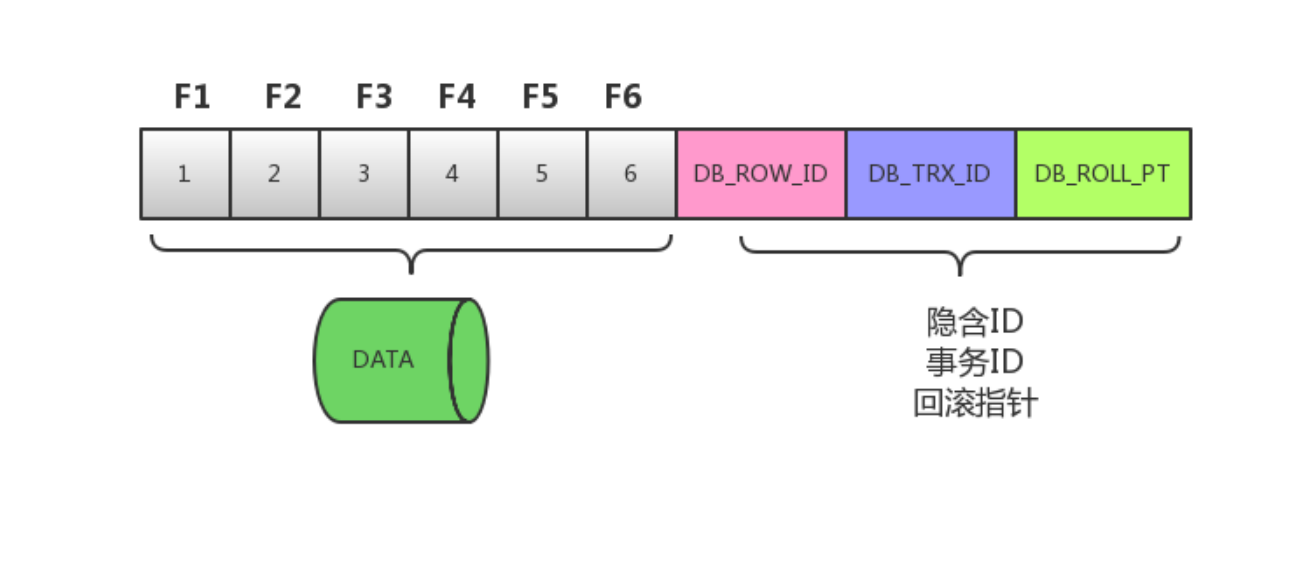 F1 F2 F3 F4 F5 F6
1 2 3 4 5 6 DB_ROW_ID DB_TRX_ID DB_ROLL_PT
DATA
隐含ID
事务ID
回滚指针